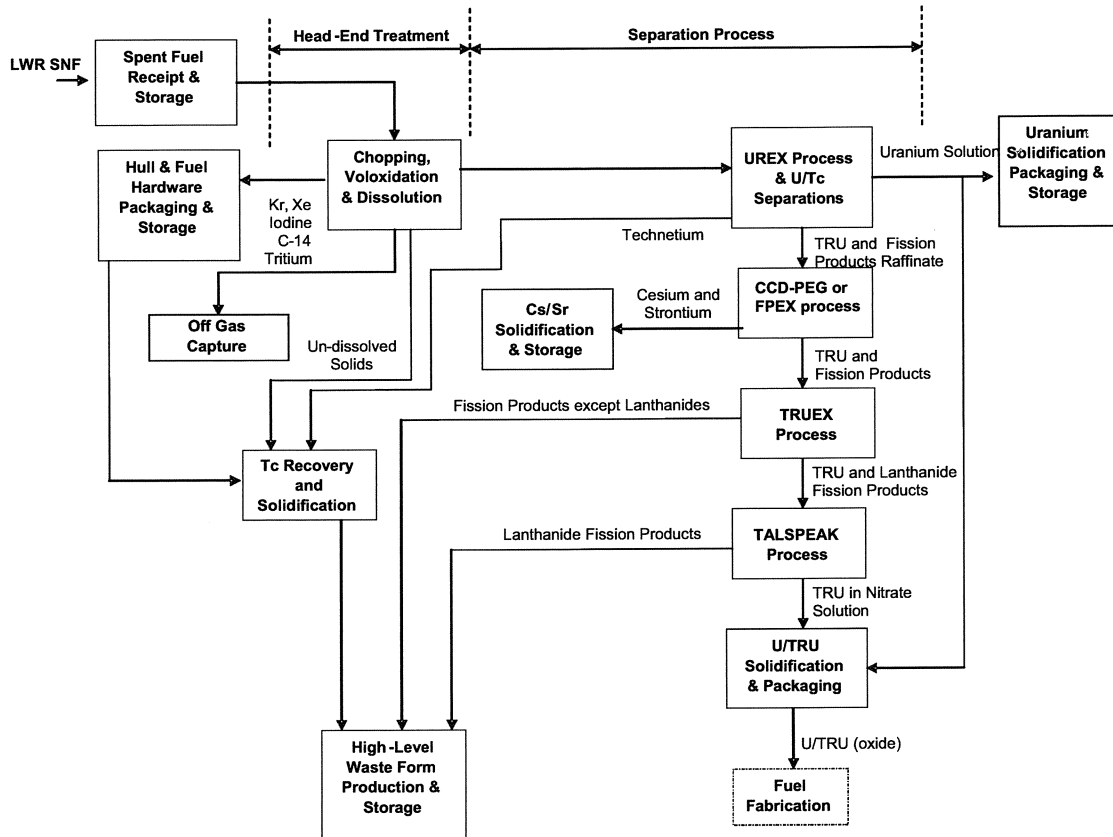 Head-End Treatment
Separation Process
LWR SNF
Spent Fuel
Receipt &
Storage
Hull & Fuel
Hardware
Packaging &
Storage
Chopping,
Voloxidation
& Dissolution
UREX Process
& U/Tc
Separations
Uranium Solution
Uranium
Solidification
Packaging &
Storage
Kr, Xe
Iodine
C-14
Tritium
Technetium
TRU and Fission
Products Raffinate
Off Gas
Capture
Cs/Sr
Solidification
& Storage
Cesium and
Strontium
CCD-PEG or
FPEX process
Un-dissolved
Solids
TRU and
Fission Products
Fission Products except Lanthanides
TRUEX
Process
Tc Recovery
and
Solidification
TRU and Lanthanide
Fission Products
Lanthanide Fission Products
TALSPEAK
Process
TRU in Nitrate
Solution
U/TRU
Solidification
& Packaging
High-Level
Waste Form
Production &
Storage
U/TRU (oxide)
Fuel
Fabrication